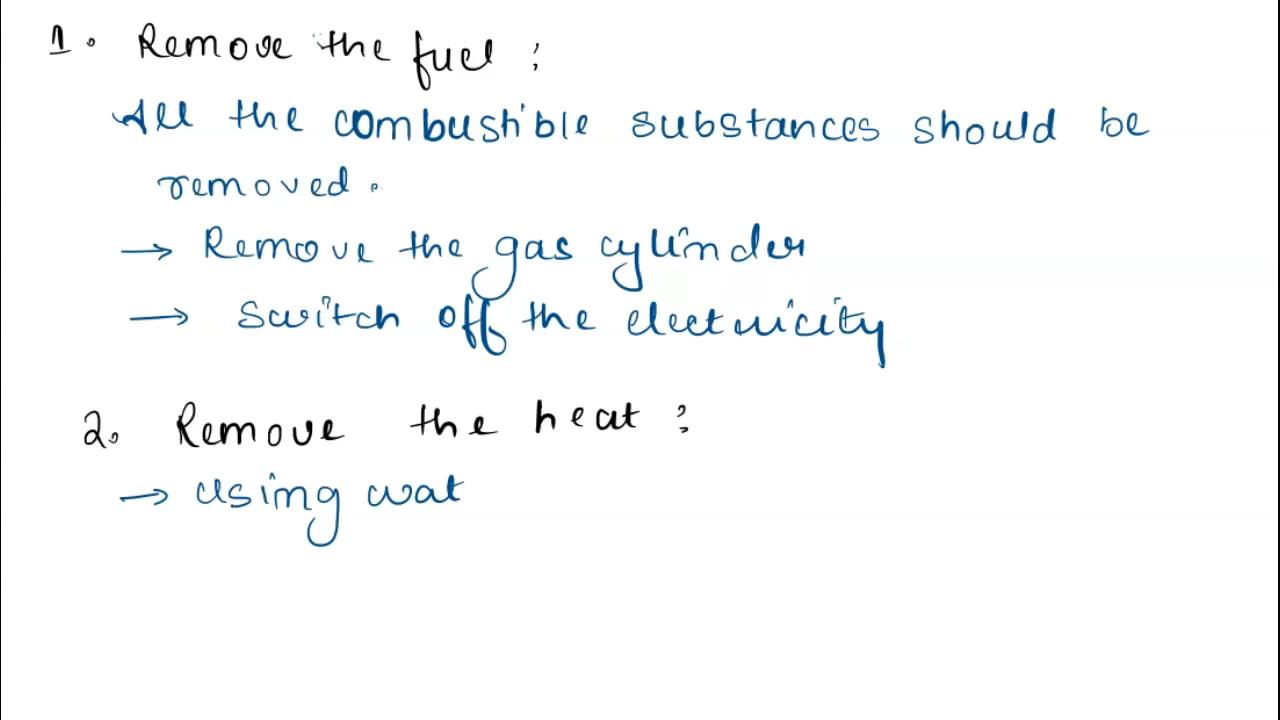 1. Remove the fuel :
All the combustible substances should be
removed.
→ Remove the gas cylinder
→ Switch off the electricity
2. Remove the heat :
→ using wat